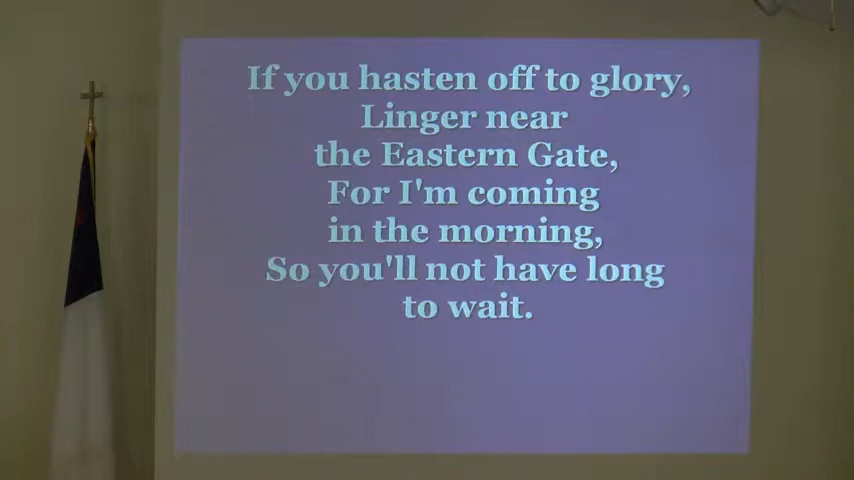 If you hasten off to glory,
Linger near
the Eastern Gate,
For I'm coming
in the morning,
So you'll not have long
to wait.